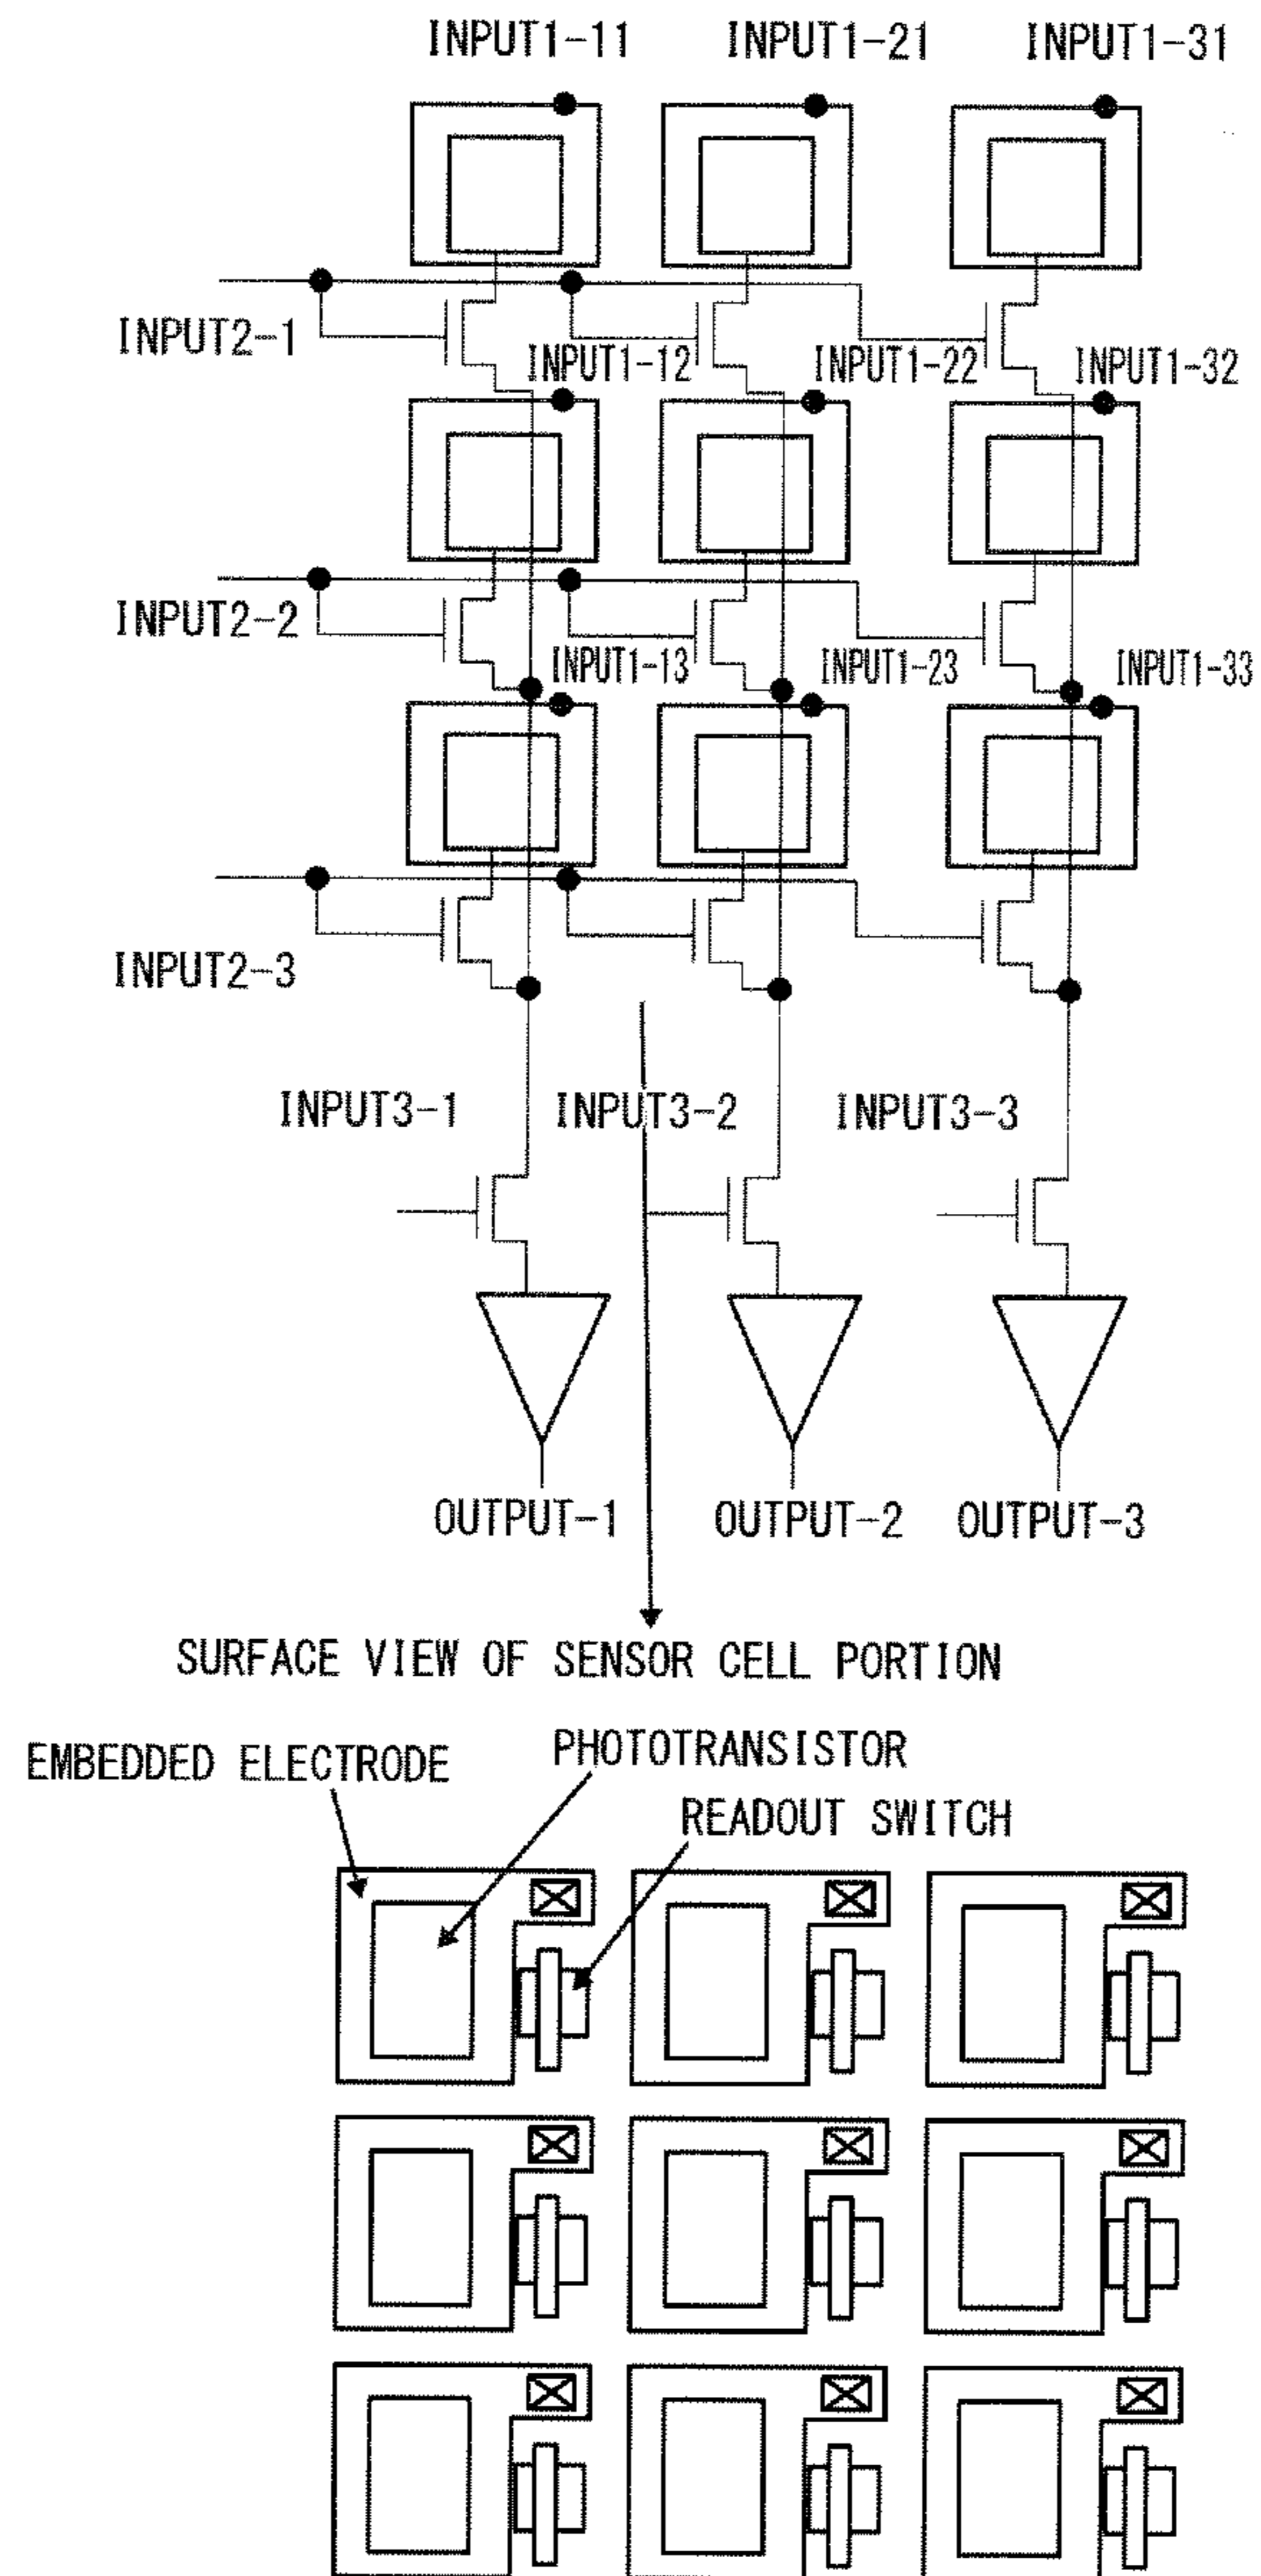 INPUT1-11 INPUT1-21 INPUT1-31
INPUT2-1
INPUT1-12 INPUT1-22 INPUT1-32
INPUT2-2
INPUT1-13 INPUT1-23 INPUT1-33
INPUT2-3
INPUT3-1 INPUT3-2 INPUT3-3
OUTPUT-1 OUTPUT-2 OUTPUT-3
SURFACE VIEW OF SENSOR CELL PORTION
EMBEDDED ELECTRODE
PHOTOTRANSISTOR
READOUT SWITCH